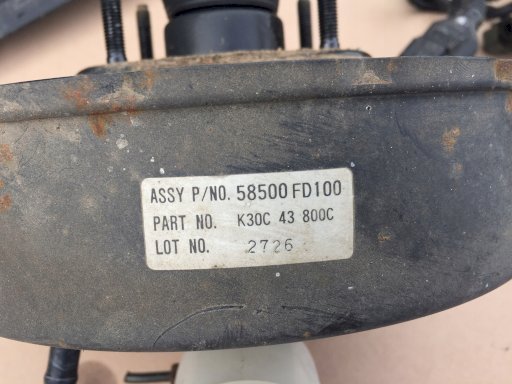 ASSY P/NO. 58500 FD100
PART NO. K30C 43 800C
LOT NO. 2726